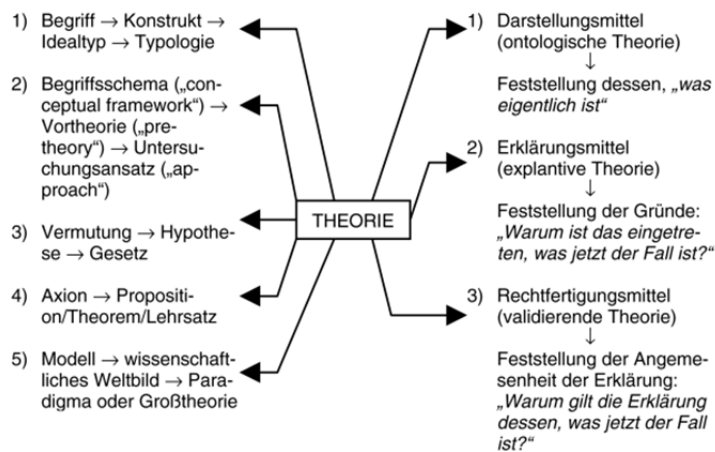 1) Begriff → Konstrukt →
Idealtyp → Typologie
2) Begriffsschema („con-
ceptual framework“) →
Vortheorie („pre-
theory“) → Untersu-
chungsansatz („ap-
proach“)
3) Vermutung → Hypothe-
se → Gesetz
4) Axion → Propositi-
on/Theorem/Lehrsatz
5) Modell → wissenschaft-
liches Weltbild → Para-
digma oder Großtheorie
THEORIE
1) Darstellungsmittel
(ontologische Theorie)
↓
Feststellung dessen, „was
eigentlich ist“
2) Erklärungsmittel
(explantive Theorie)
↓
Feststellung der Gründe:
„Warum ist das eingetre-
ten, was jetzt der Fall ist?“
3) Rechtfertigungsmittel
(validierende Theorie)
↓
Feststellung der Angeme-
senheit der Erklärung:
„Warum gilt die Erklärung
dessen, was jetzt der Fall
ist?“